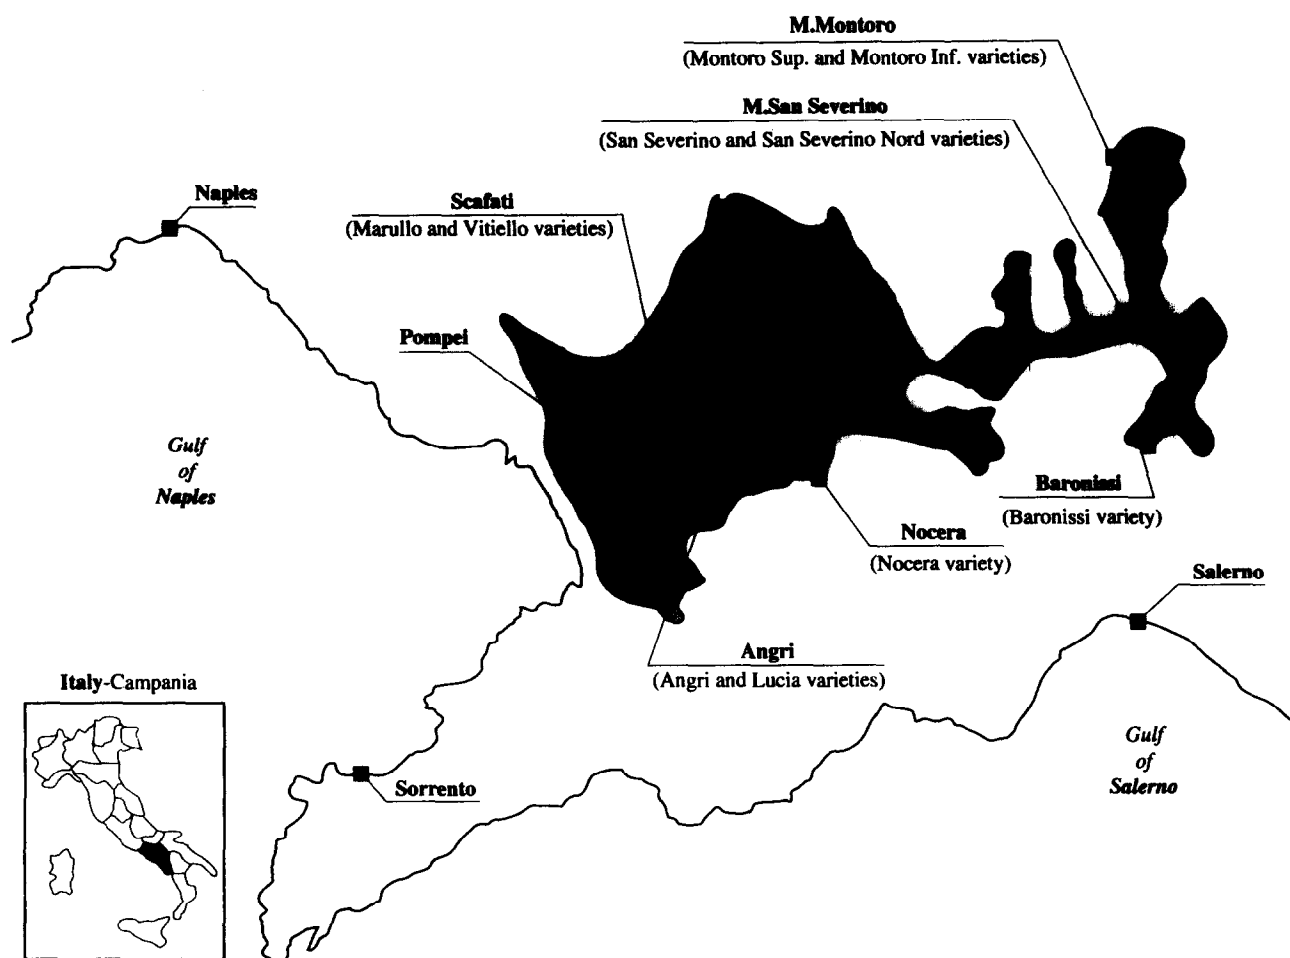 M.Montoro
(Montoro Sup. and Montoro Inf. varieties)
M.San Severino
(San Severino and San Severino Nord varieties)
Naples
Scafati
(Marullo and Vitiello varieties)
Pompei
Gulf
of
Naples
Baronissi
(Baronissi variety)
Nocera
(Nocera variety)
Salerno
Angri
(Angri and Lucia varieties)
Italy-Campania
Gulf
of
Salerno
Sorrento